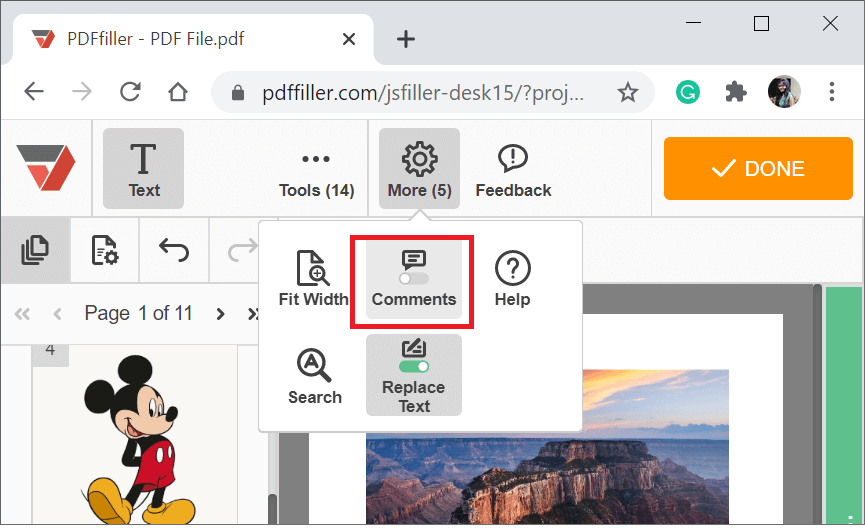 PDFfiller - PDF File.pdf
pdffiller.com/jsfiller-desk15/?proj...
Text
Tools (14)
More (5)
Feedback
DONE
Fit Width
Comments
Help
Page 1 of 11
4
Search
Replace
Text